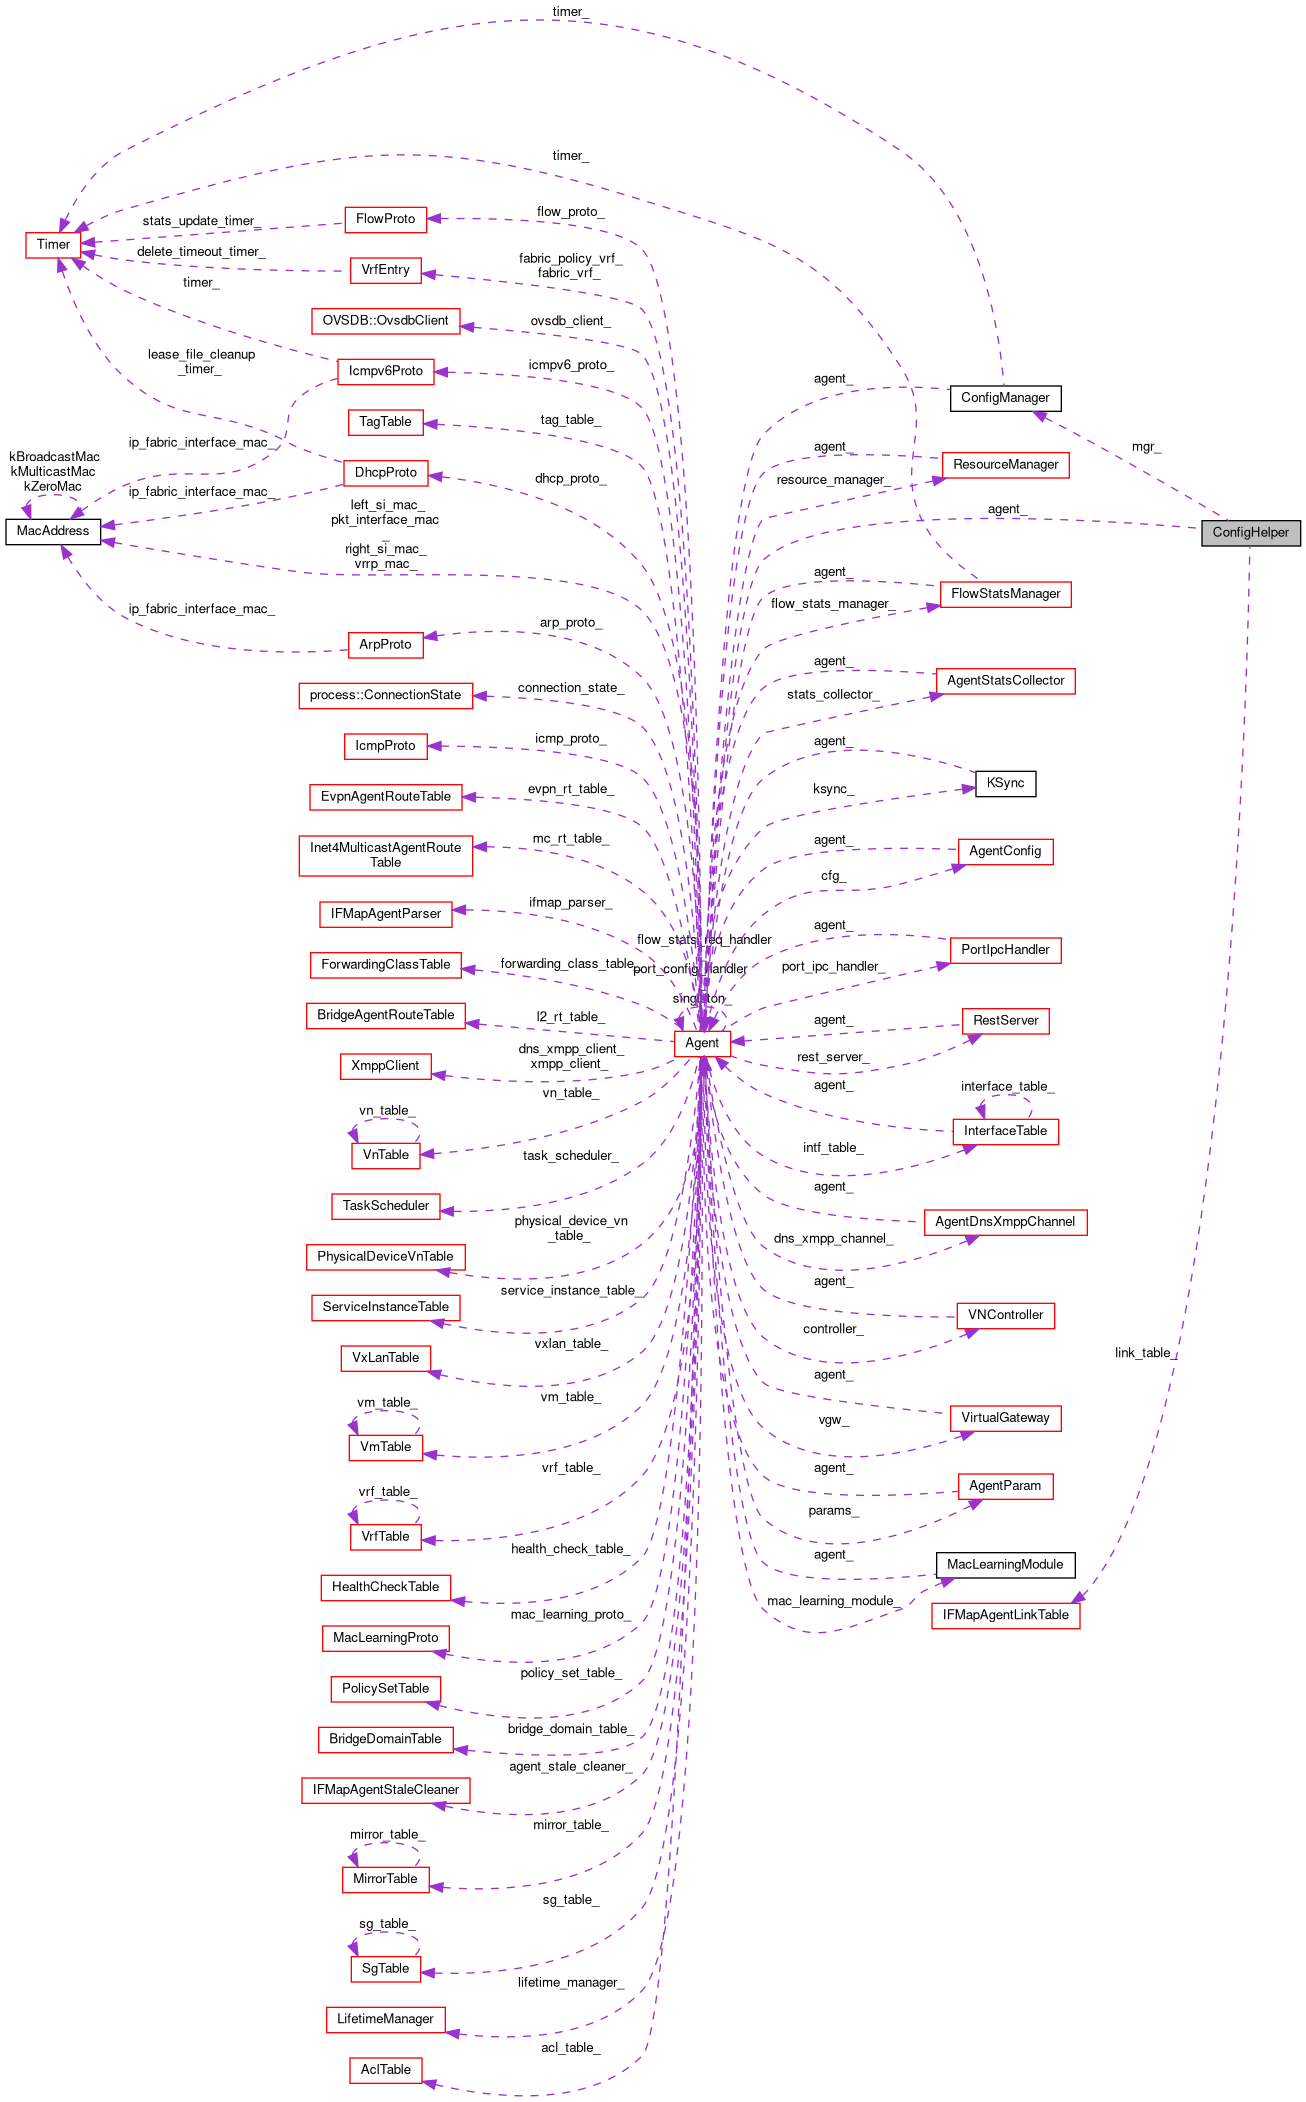 timer_
timer_
FlowProto
flow_proto_
stats_update_timer_
Timer
delete_timeout_timer_
VrfEntry
fabric_policy_vrf_
fabric_vrf_
timer_
OVSDB::OvsdbClient
ovsdb_client_
lease_file_cleanup
_timer_
Icmpv6Proto
icmpv6_proto_
agent_
ConfigManager
TagTable
tag_table_
ip_fabric_interface_mac_
agent_
mgr_
kBroadcastMac
kMulticastMac
kZeroMac
DhcpProto
dhcp_proto_
ResourceManager
resource_manager_
ip_fabric_interface_mac_
left_si_mac_
pkt_interface_mac
_
right_si_mac_
vrrp_mac_
agent_
MacAddress
ConfigHelper
agent_
FlowStatsManager
flow_stats_manager_
ip_fabric_interface_mac_
arp_proto_
ArpProto
agent_
AgentStatsCollector
process::ConnectionState
connection_state_
stats_collector_
IcmpProto
icmp_proto_
agent_
KSync
EvpnAgentRouteTable
evpn_rt_table_
ksync_
Inet4MulticastAgentRoute
Table
mc_rt_table_
agent_
AgentConfig
cfg_
IFMapAgentParser
ifmap_parser_
agent_
PortIpcHandler
flow_stats_req_handler
_
port_config_handler
_
singleton_
ForwardingClassTable
forwarding_class_table_
port_ipc_handler_
BridgeAgentRouteTable
l2_rt_table_
agent_
RestServer
Agent
rest_server_
XmppClient
dns_xmpp_client_
xmpp_client_
agent_
interface_table_
vn_table_
vn_table_
InterfaceTable
VnTable
intf_table_
task_scheduler_
agent_
TaskScheduler
AgentDnsXmppChannel
physical_device_vn
_table_
dns_xmpp_channel_
PhysicalDeviceVnTable
service_instance_table_
agent_
ServiceInstanceTable
VNController
controller_
vxlan_table_
VxLanTable
link_table_
agent_
vm_table_
vm_table_
VirtualGateway
vgw_
VmTable
vrf_table_
agent_
vrf_table_
AgentParam
params_
VrfTable
health_check_table_
agent_
MacLearningModule
HealthCheckTable
mac_learning_module_
mac_learning_proto_
IFMapAgentLinkTable
MacLearningProto
policy_set_table_
PolicySetTable
bridge_domain_table_
BridgeDomainTable
agent_stale_cleaner_
IFMapAgentStaleCleaner
mirror_table_
mirror_table_
MirrorTable
sg_table_
sg_table_
SgTable
lifetime_manager_
LifetimeManager
acl_table_
AclTable